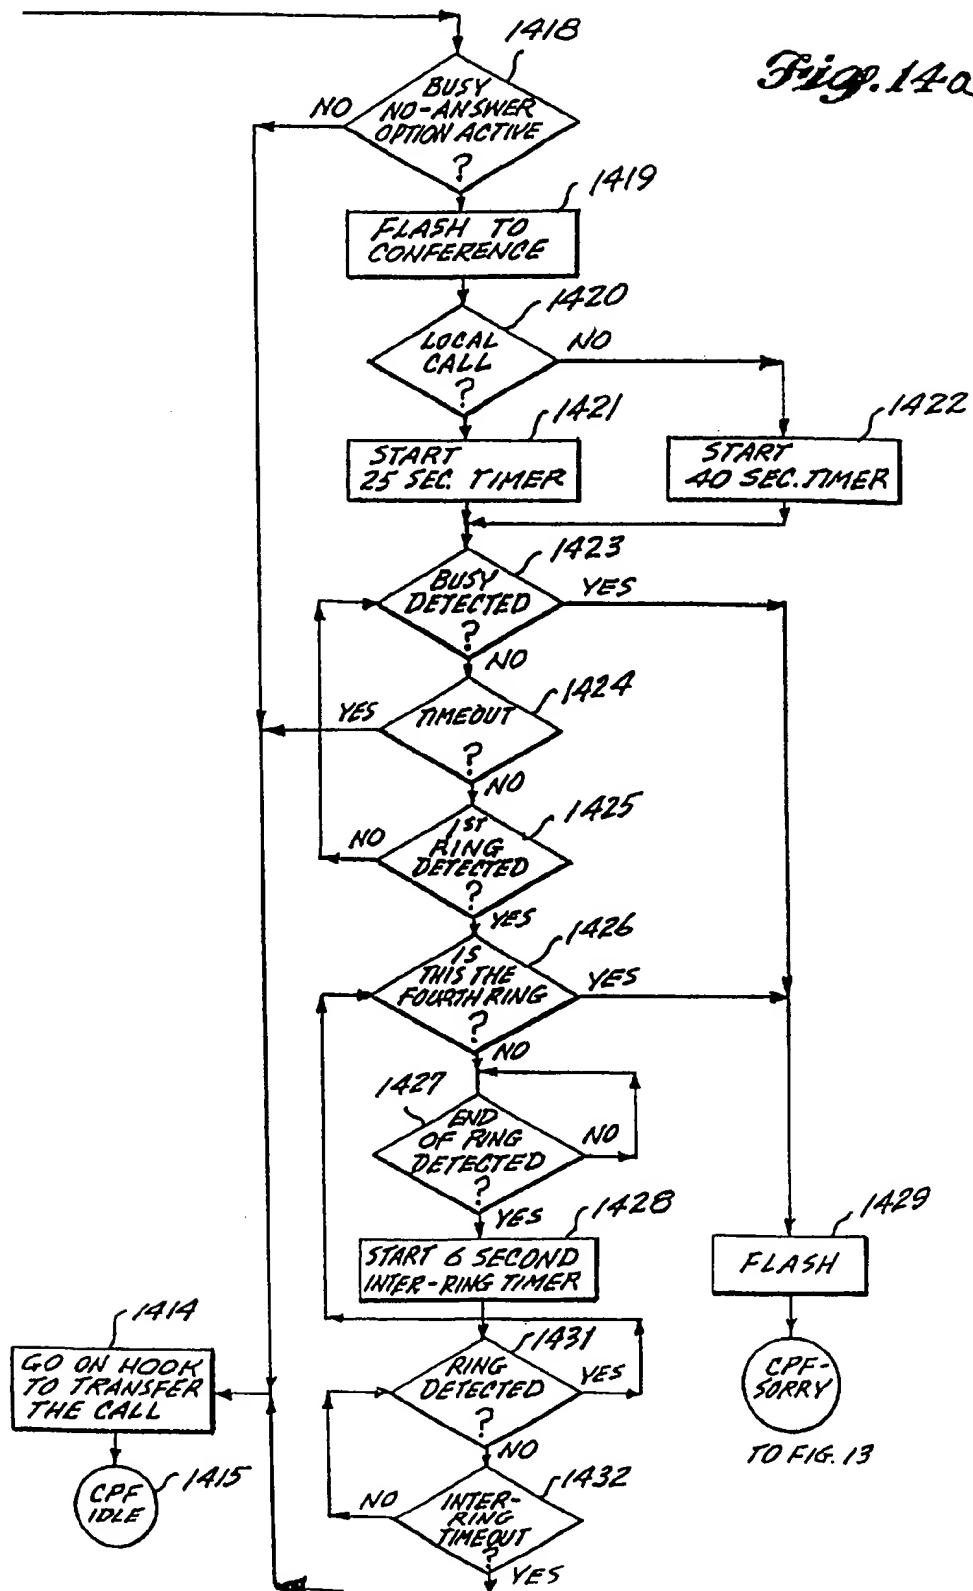 1418
Fig. 14a
BUSY
NO-ANSWER
OPTION ACTIVE
?
NO
1419
FLASH TO
CONFERENCE
1420
LOCAL
CALL
?
NO
1421
START
25 SEC. TIMER
1422
START
40 SEC. TIMER
1423
BUSY
DETECTED
?
YES
NO
1424
TIMEOUT
?
YES
NO
1425
1ST
RING
DETECTED
?
NO
YES
1426
IS
THIS THE
FOURTH RING
?
YES
NO
1427
END
OF RING
DETECTED
?
NO
YES
1428
START 6 SECOND
INTER-RING TIMER
1429
FLASH
1414
GO ON HOOK
TO TRANSFER
THE CALL
1431
RING
DETECTED
?
YES
NO
CPF-
SORRY
TO FIG. 13
1415
CPF
IDLE
1432
INTER-
RING
TIMEOUT
?
NO
YES